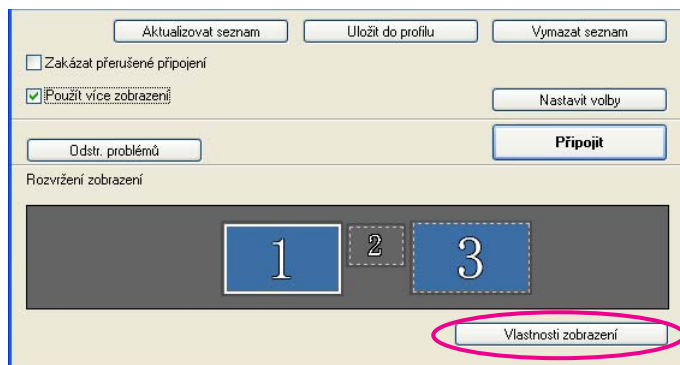 Aktualizovat seznam Uložit do profilu Vymazat seznam
Zakázat přerušené připojení
Použít více zobrazení
Nastavit volby
Odstr. problémů
Připojit
Rozvržení zobrazení
1 2 3
Vlastnosti zobrazení